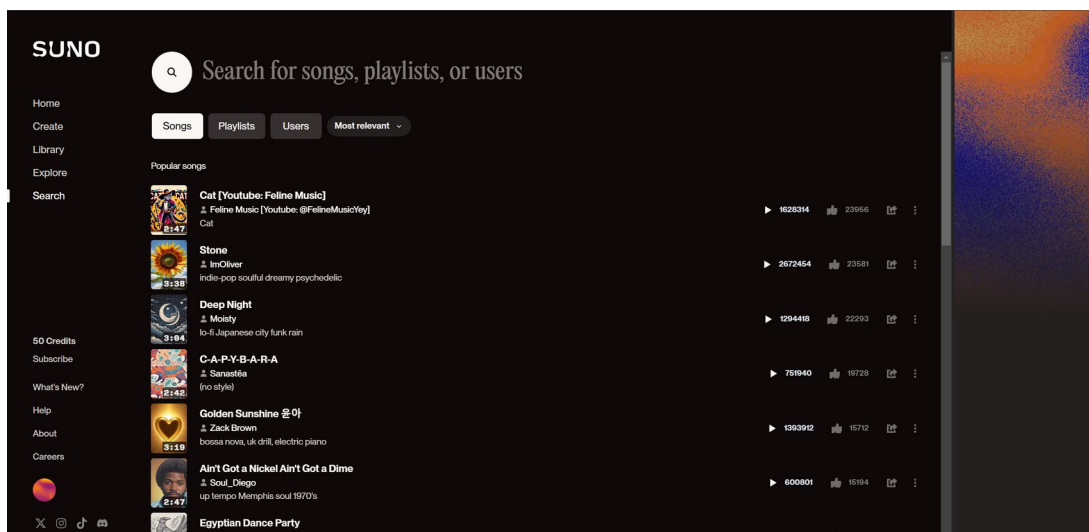 SUNO
Home
Create
Library
Explore
Search
50 Credits
Subscribe
What's New?
Help
About
Careers
Search for songs, playlists, or users
Songs
Playlists
Users
Most relevant
Popular songs
2:47
Cat [Youtube: Feline Music]
Feline Music [Youtube: @FelineMusicYey]
Cat
1628314
23956
3:38
Stone
ImOliver
indie-pop soulful dreamy psychedelic
2672454
23581
3:04
Deep Night
Moisty
lo-fi Japanese city funk rain
1294418
22293
2:42
C-A-P-Y-B-A-R-A
Sanastēa
(no style)
751940
19728
3:19
Golden Sunshine 윤아
Zack Brown
bossa nova, uk drill, electric piano
1393912
15712
2:47
Ain't Got a Nickel Ain't Got a Dime
Soul_Diego
up tempo Memphis soul 1970's
600801
15194
Egyptian Dance Party